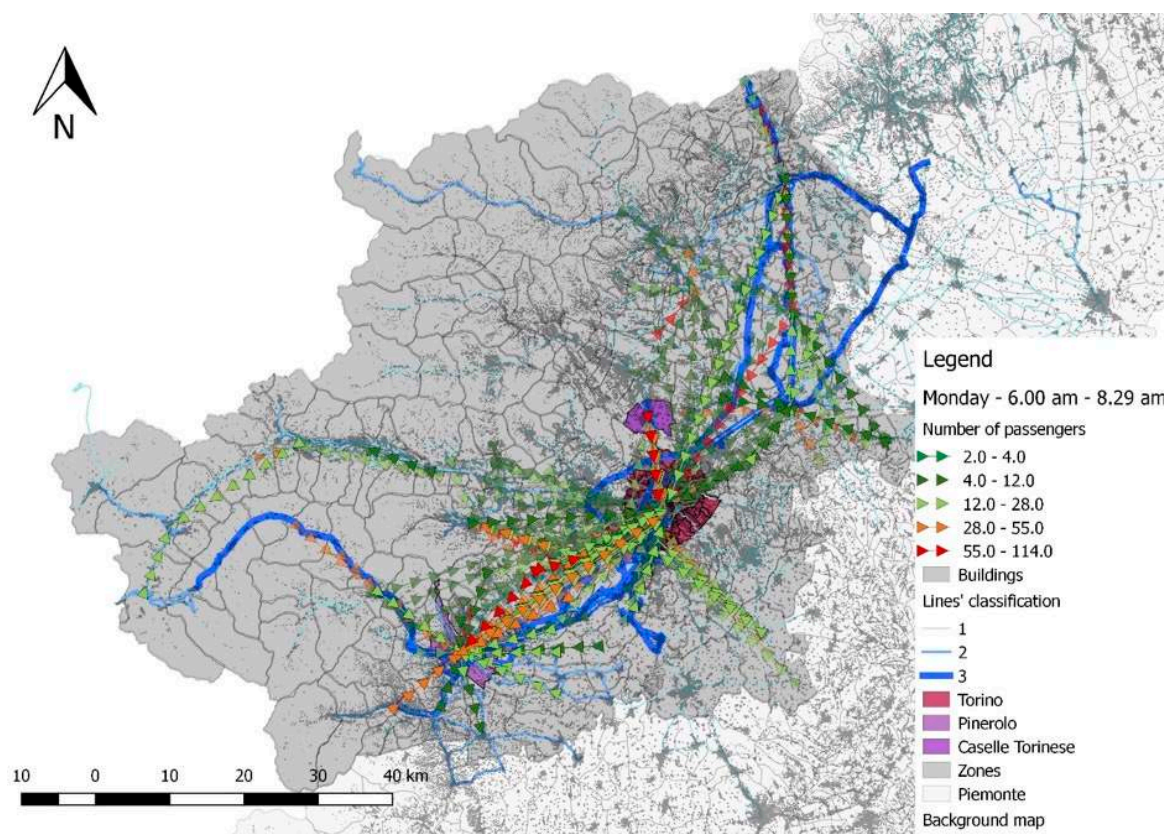 N
Legend
Monday - 6.00 am - 8.29 am
Number of passengers
2.0 - 4.0
4.0 - 12.0
12.0 - 28.0
28.0 - 55.0
55.0 - 114.0
Buildings
Lines' classification
1
2
3
Torino
Pinerolo
Caselle Torinese
Zones
Piemonte
Background map
10 0 10 20 30 40 km